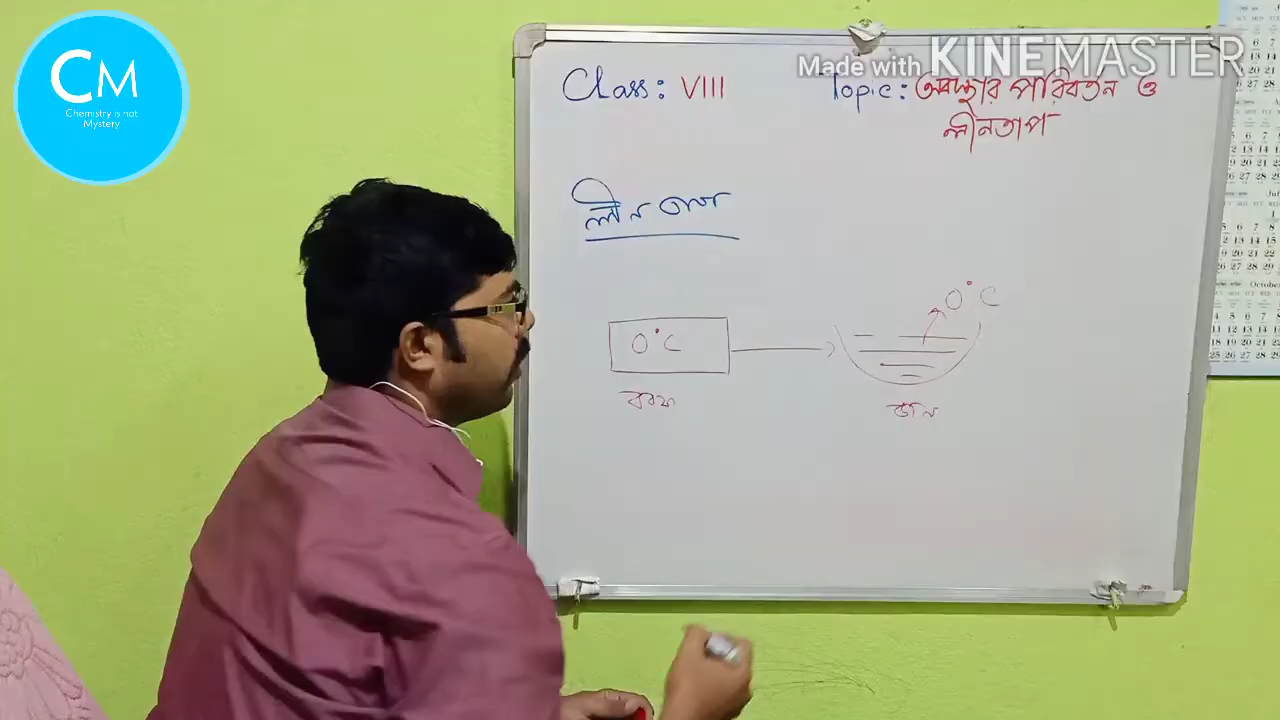 CM
Chemistry is not
Mystery
Made with KINEMASTER
Class: VIII
Topic: অবস্থার পরিবর্তন ও
লীনতাপ
লীন তাপ
0°C
0°C
বরফ
জল